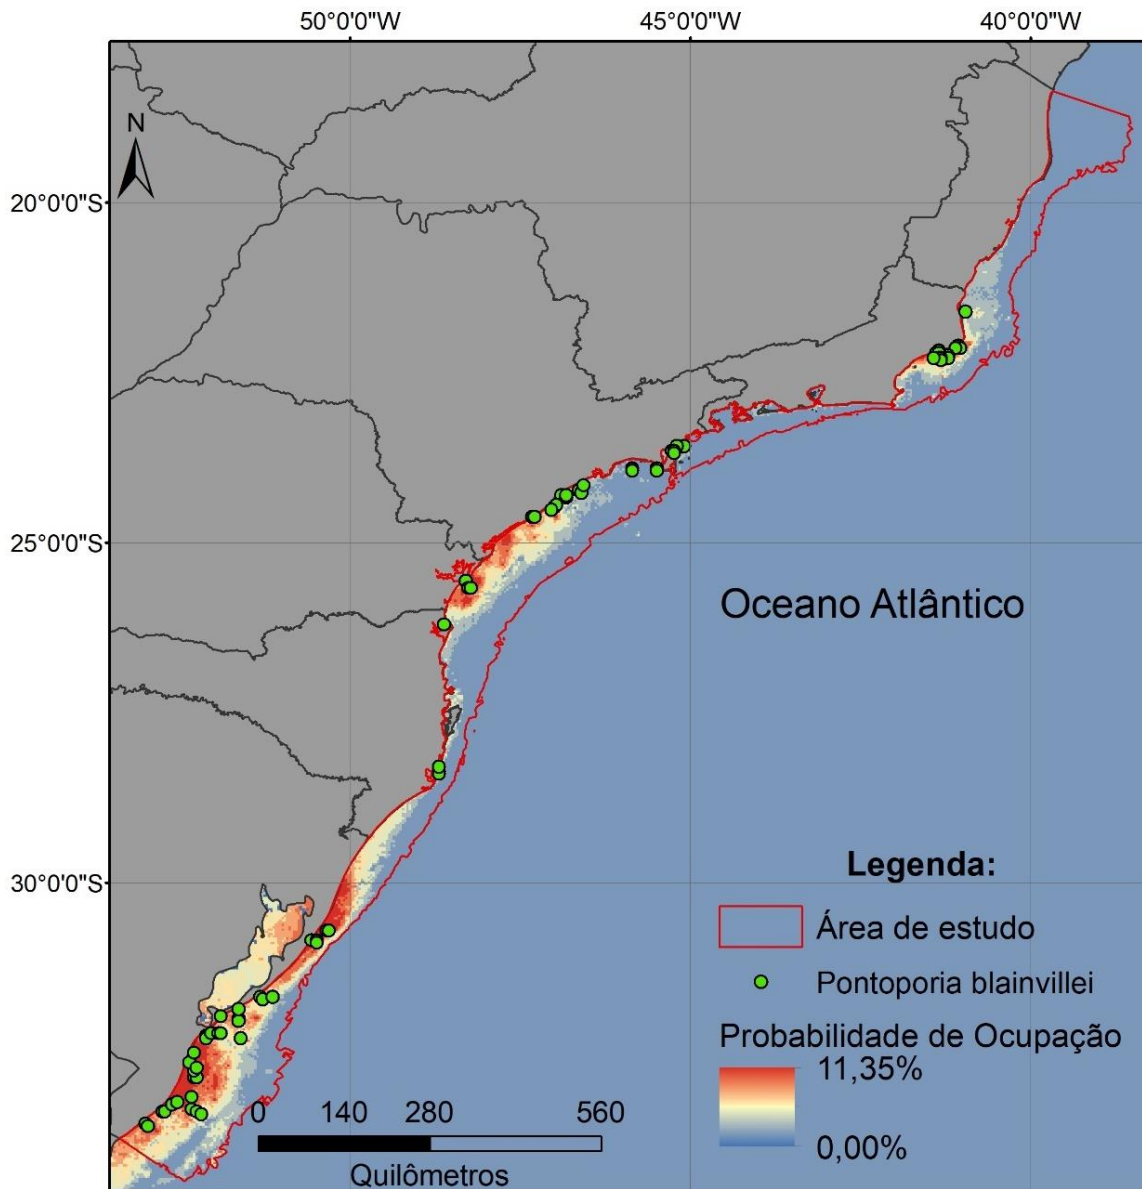 50°0'0"W 45°0'0"W 40°0'0"W
N
20°0'0"S
25°0'0"S
Oceano Atlântico
30°0'0"S
Legenda:
Área de estudo
Pontoporia blainvillei
Probabilidade de Ocupação
11,35%
0,00%
0 140 280 560
Quilômetros